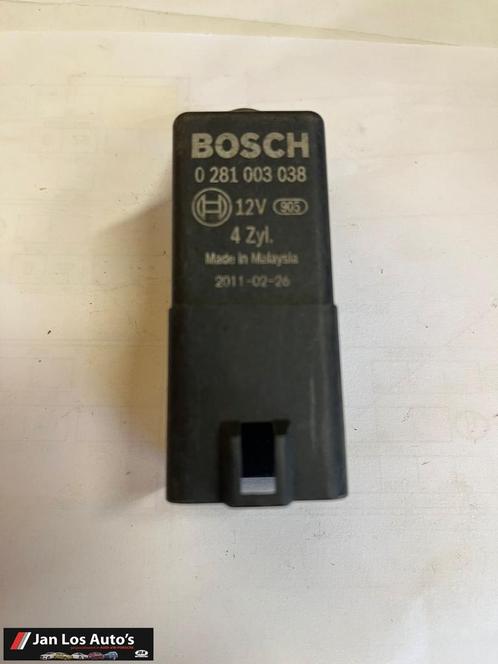 BOSCH
0 281 003 038
12V 905
4 Zyl.
Made in Malaysia
2011-02-26
Jan Los Auto's